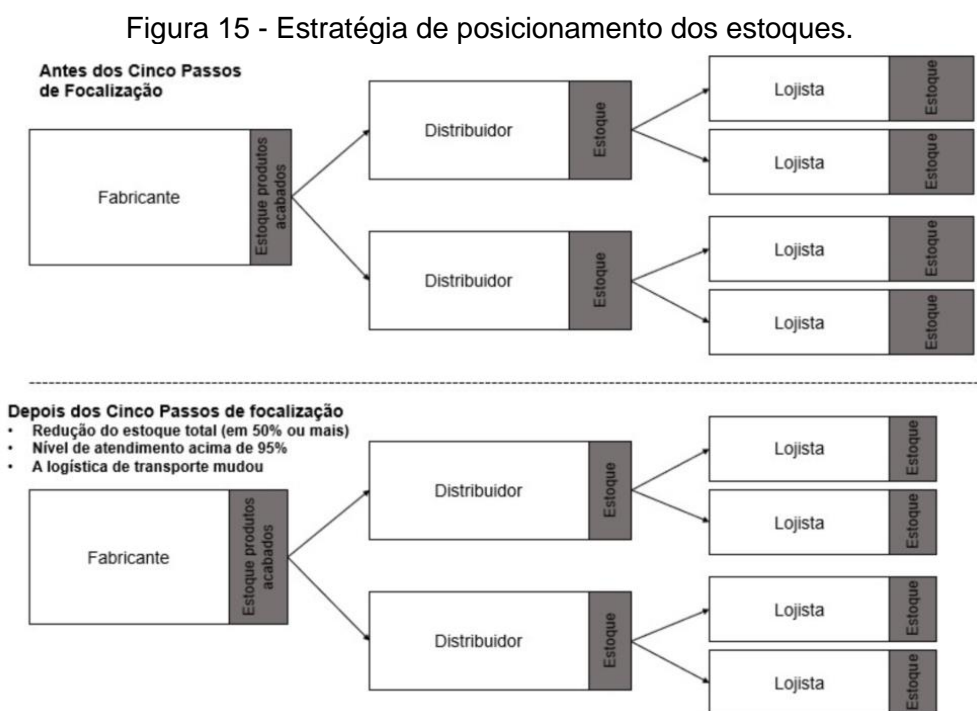 Figura 15 - Estratégia de posicionamento dos estoques.
Antes dos Cinco Passos
de Focalização
Fabricante
Estoque produtos
acabados
Distribuidor
Estoque
Distribuidor
Estoque
Lojista
Estoque
Lojista
Estoque
Lojista
Estoque
Lojista
Estoque
Depois dos Cinco Passos de focalização
• Redução do estoque total (em 50% ou mais)
• Nível de atendimento acima de 95%
• A logística de transporte mudou
Fabricante
Estoque produtos
acabados
Distribuidor
Estoque
Distribuidor
Estoque
Lojista
Estoque
Lojista
Estoque
Lojista
Estoque
Lojista
Estoque